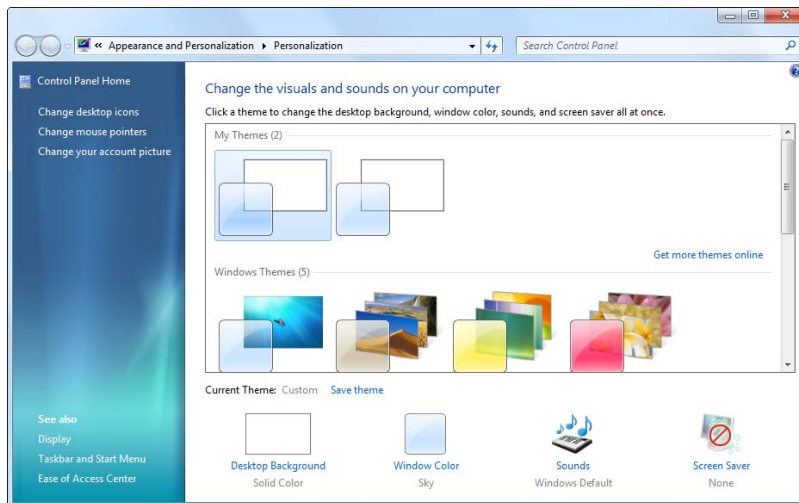 « Appearance and Personalization ▸ Personalization
Search Control Panel
Control Panel Home
Change desktop icons
Change mouse pointers
Change your account picture
See also
Display
Taskbar and Start Menu
Ease of Access Center
Change the visuals and sounds on your computer
Click a theme to change the desktop background, window color, sounds, and screen saver all at once.
My Themes (2)
Get more themes online
Windows Themes (5)
Current Theme: Custom Save theme
Desktop Background Window Color Sounds Screen Saver
Solid Color Sky Windows Default None